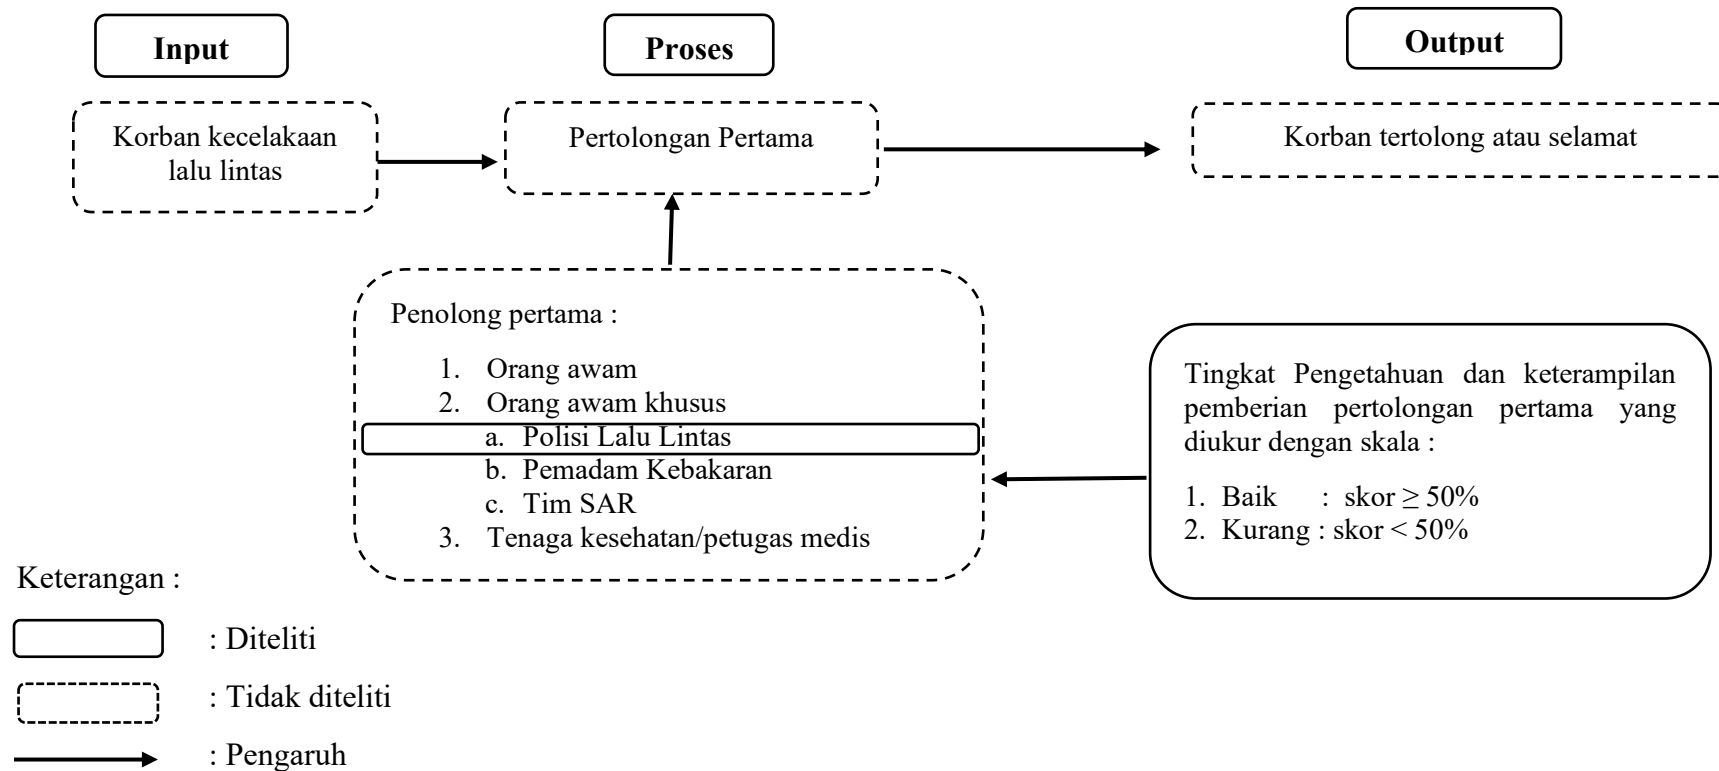 Input
Proses
Output
Korban kecelakaan
lalu lintas
Pertolongan Pertama
Korban tertolong atau selamat
Penolong pertama :
1. Orang awam
2. Orang awam khusus
a. Polisi Lalu Lintas
b. Pemadam Kebakaran
c. Tim SAR
3. Tenaga kesehatan/petugas medis
Tingkat Pengetahuan dan keterampilan
pemberian pertolongan pertama yang
diukur dengan skala :
1. Baik : skor ≥ 50%
2. Kurang : skor < 50%
Keterangan :
: Diteliti
: Tidak diteliti
: Pengaruh